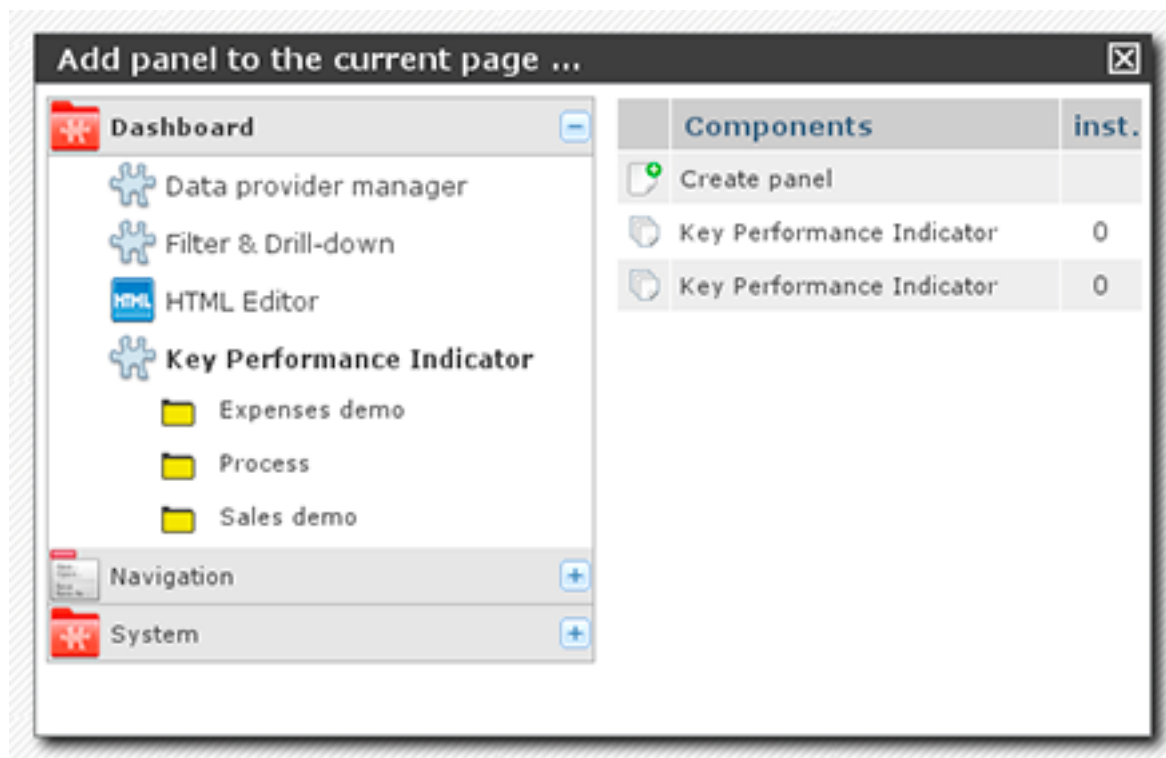 Add panel to the current page ...
Dashboard
Data provider manager
Filter & Drill-down
HTML
HTML Editor
Key Performance Indicator
Expenses demo
Process
Sales demo
Navigation
System
Components inst.
Create panel
Key Performance Indicator 0
Key Performance Indicator 0